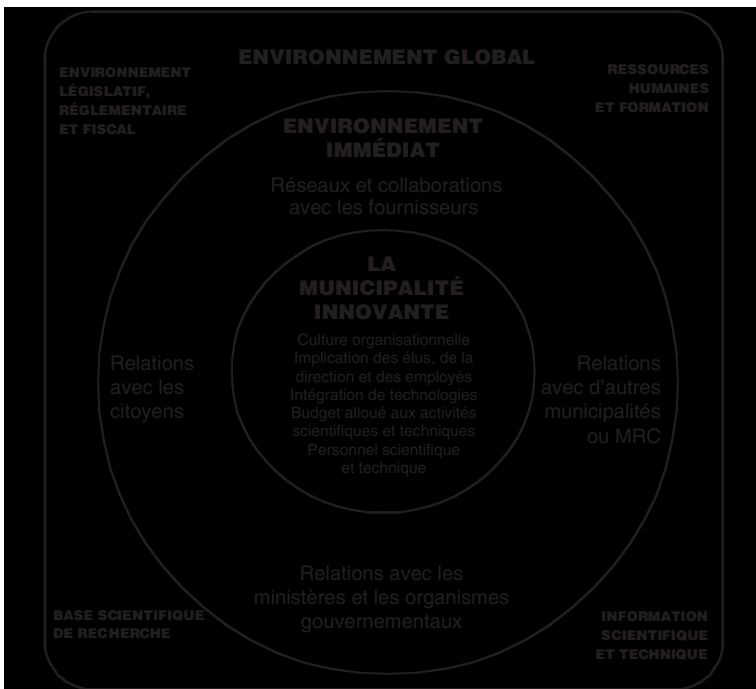 ENVIRONNEMENT GLOBAL
ENVIRONNEMENT
LÉGISLATIF,
RÉGLEMENTAIRE
ET FISCAL
RESSOURCES
HUMAINES
ET FORMATION
ENVIRONNEMENT
IMMÉDIAT
Réseaux et collaborations
avec les fournisseurs
LA
MUNICIPALITÉ
INNOVANTE
Culture organisationnelle
Implication des élus, de la
direction et des employés
Intégration de technologies
Budget alloué aux activités
scientifiques et techniques
Personnel scientifique
et technique
Relations
avec les
citoyens
Relations
avec d'autres
municipalités
ou MRC
Relations avec les
ministères et les organismes
gouvernementaux
BASE SCIENTIFIQUE
DE RECHERCHE
INFORMATION
SCIENTIFIQUE
ET TECHNIQUE